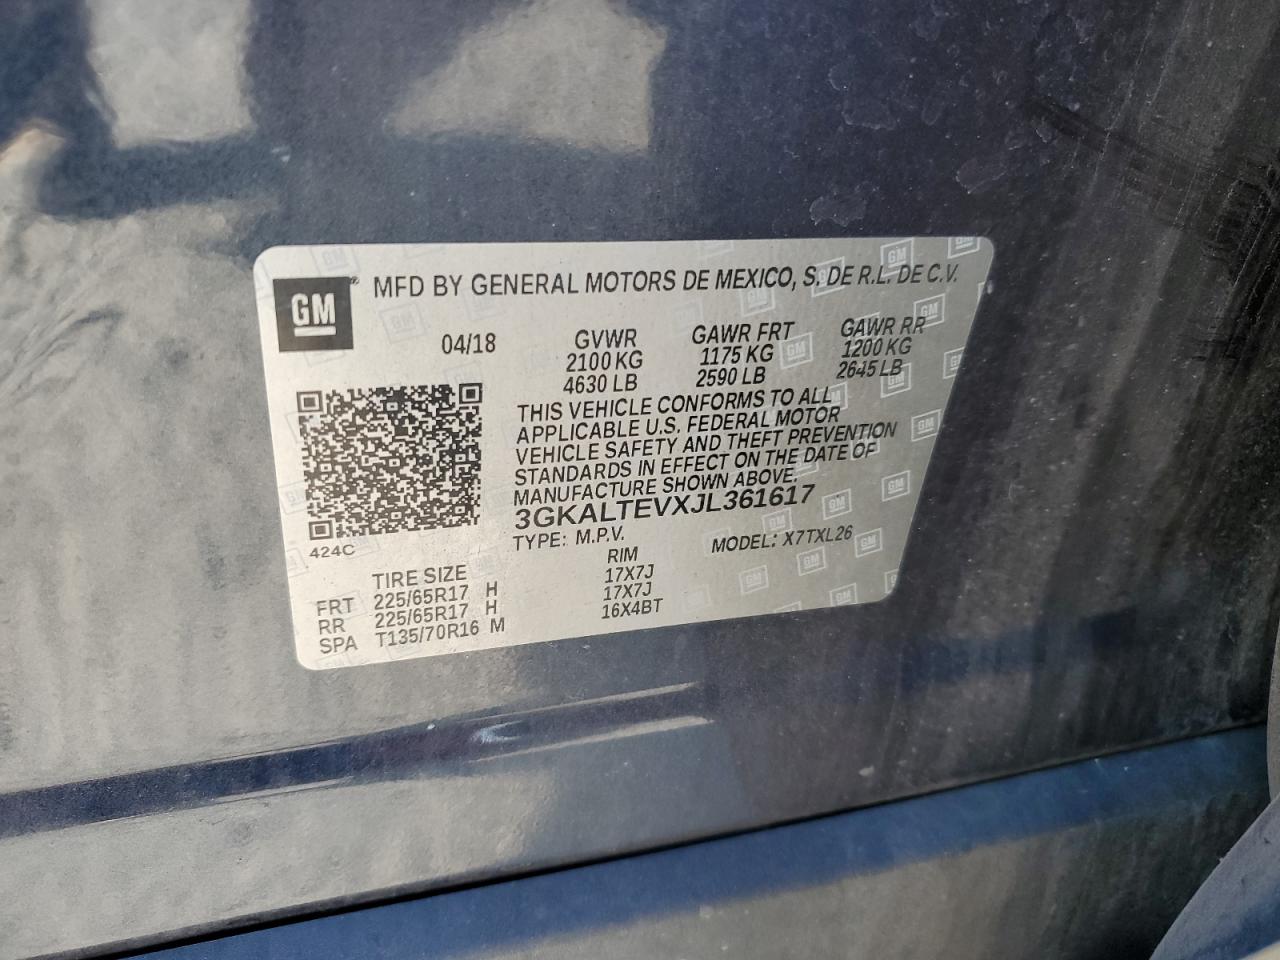 GM
MFD BY GENERAL MOTORS DE MEXICO, S. DE R.L. DE C.V.
04/18 GVWR GAWR FRT GAWR RR
2100 KG 1175 KG 1200 KG
4630 LB 2590 LB 2645 LB
THIS VEHICLE CONFORMS TO ALL
APPLICABLE U.S. FEDERAL MOTOR
VEHICLE SAFETY AND THEFT PREVENTION
STANDARDS IN EFFECT ON THE DATE OF
MANUFACTURE SHOWN ABOVE.
3GKALTEVXJL361617
TYPE: M.P.V. MODEL: X7TXL26
424C
TIRE SIZE RIM
FRT 225/65R17 H 17X7J
RR 225/65R17 H 17X7J
SPA T135/70R16 M 16X4BT